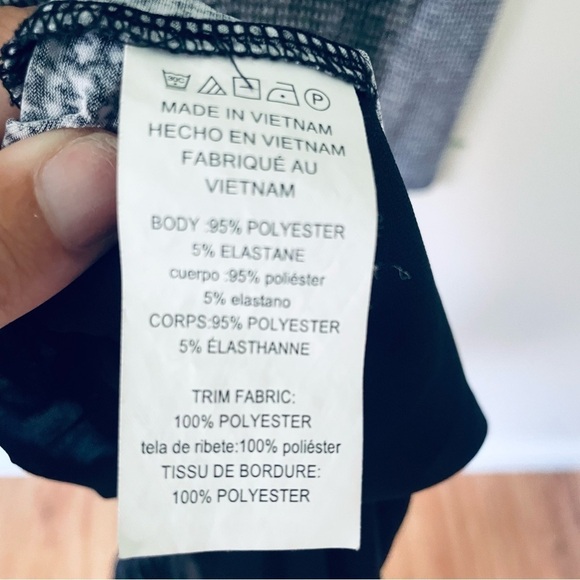 30C P
MADE IN VIETNAM
HECHO EN VIETNAM
FABRIQUÉ AU
VIETNAM
BODY :95% POLYESTER
5% ELASTANE
cuerpo :95% poliéster
5% elastano
CORPS:95% POLYESTER
5% ÉLASTHANNE
TRIM FABRIC:
100% POLYESTER
tela de ribete:100% poliéster
TISSU DE BORDURE:
100% POLYESTER